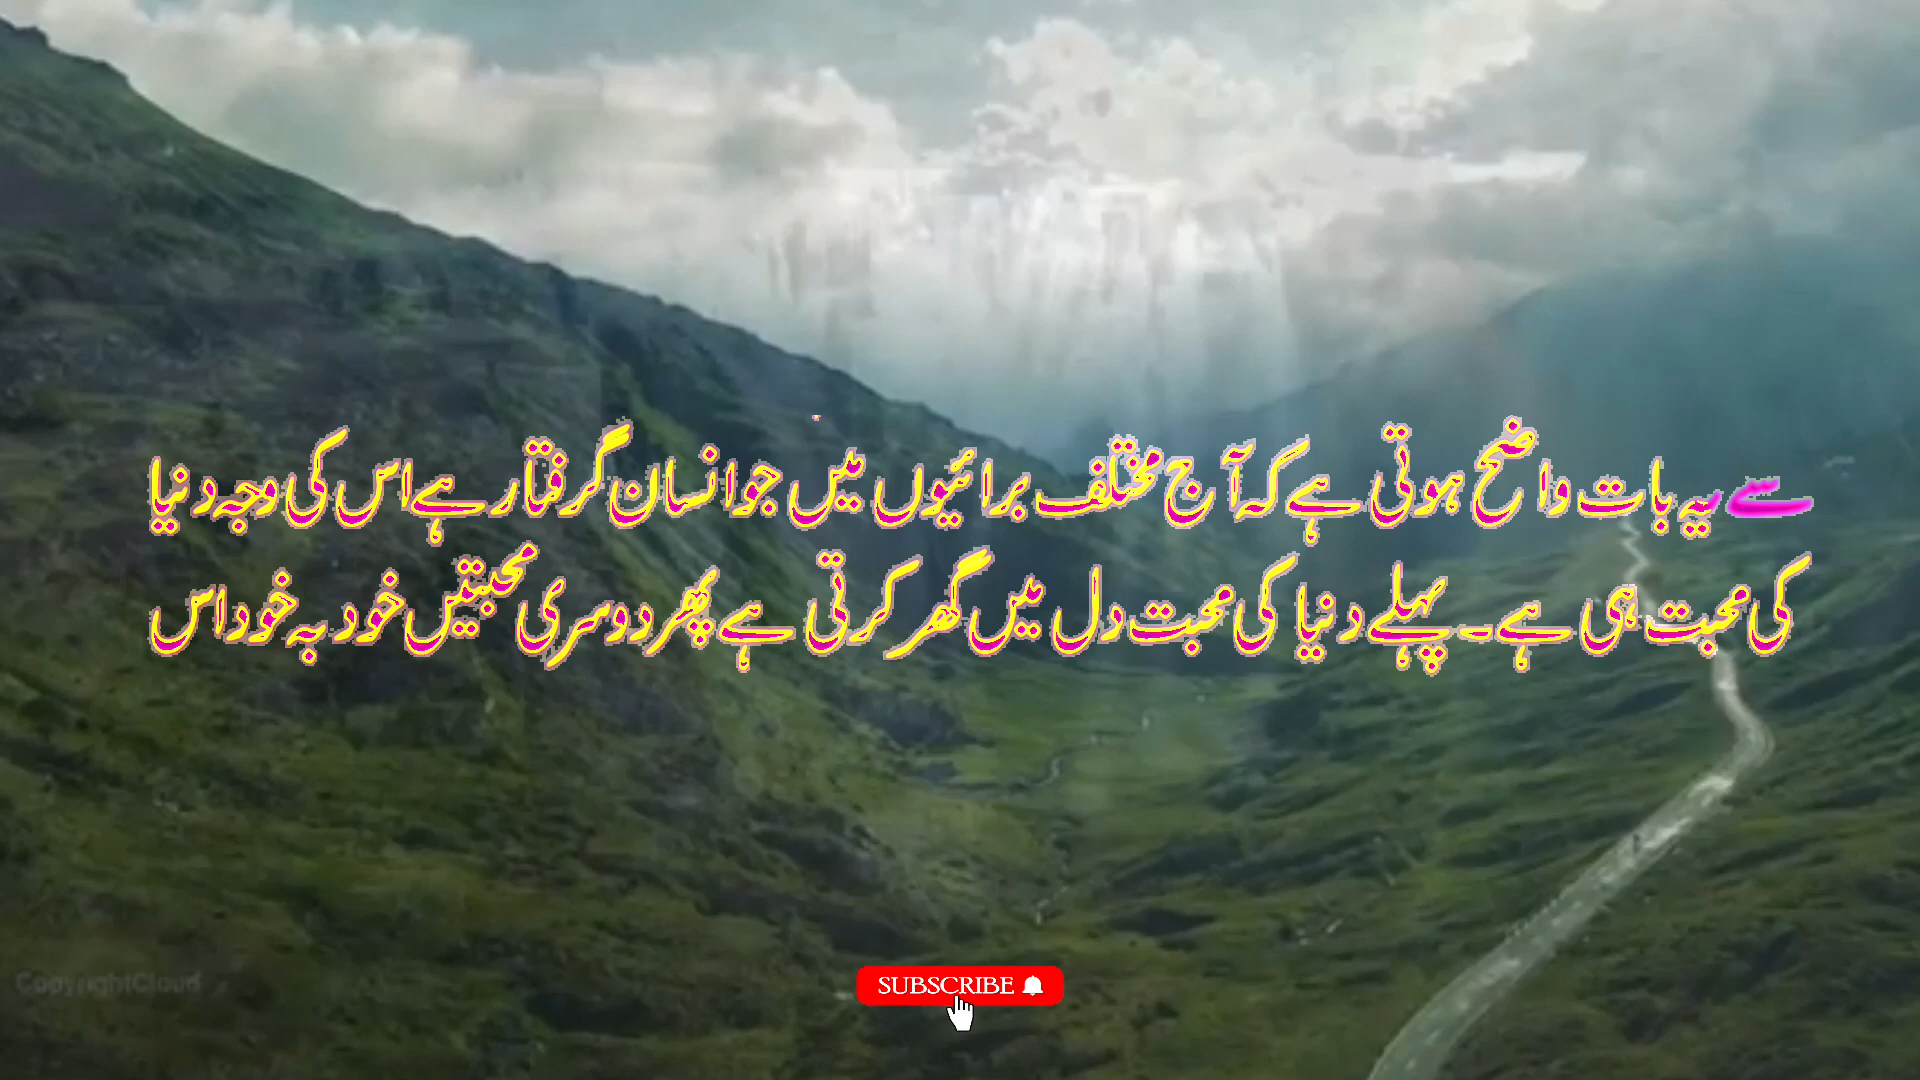 سے یہ بات واضح ہوتی ہے کہ آج مختلف برائیوں میں جو انسان گرفتار ہے اس کی وجہ دنیا
کی محبت ہی ہے۔ پہلے دنیا کی محبت دل میں گھر کرتی ہے پھر دوسری محبتیں خود بہ خود اس
CopyrightCloud
SUBSCRIBE